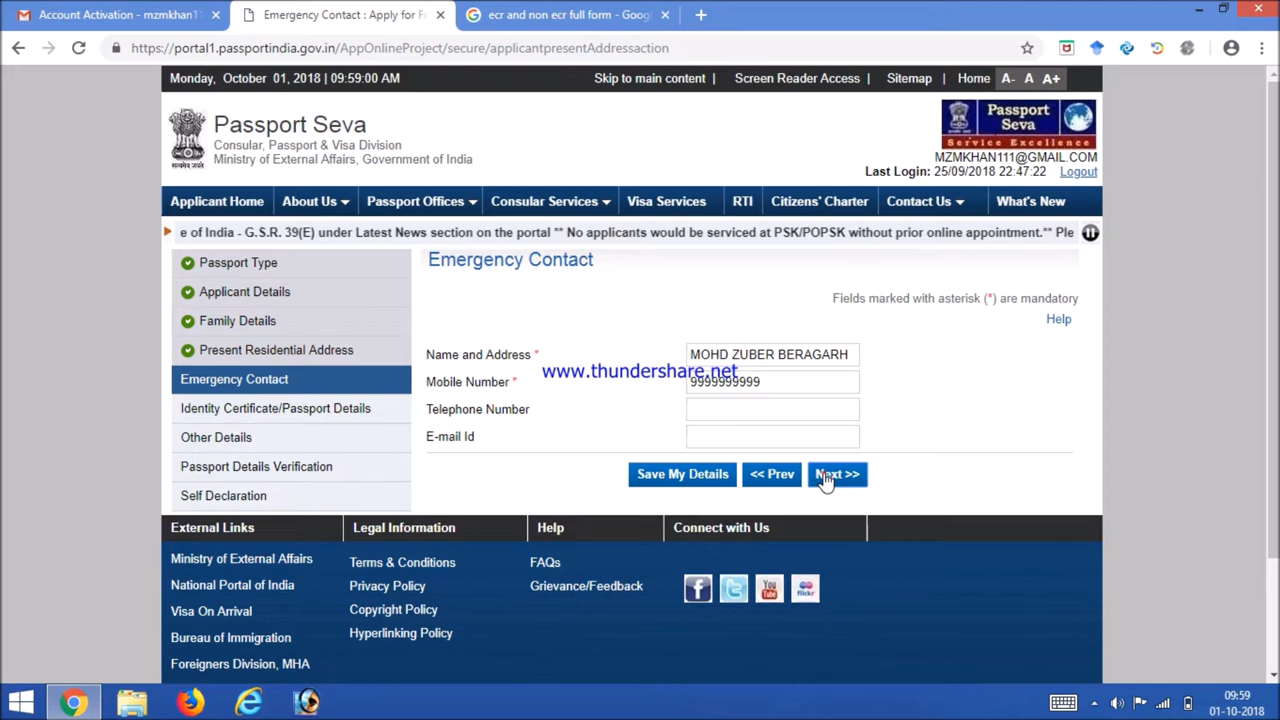 Account Activation - mzmkhan11
Emergency Contact : Apply for F
ecr and non ecr full form - Goog
https://portal1.passportindia.gov.in/AppOnlineProject/secure/applicantpresentAddressaction
Monday, October 01, 2018 | 09:59:00 AM
Skip to main content | Screen Reader Access | Sitemap | Home A- A A+
Passport Seva
Consular, Passport & Visa Division
Ministry of External Affairs, Government of India
सत्यमेव जयते
Passport
Seva
Service Excellence
MZMKHAN111@GMAIL.COM
Last Login: 25/09/2018 22:47:22 Logout
Applicant Home About Us Passport Offices Consular Services Visa Services RTI Citizens' Charter Contact Us What's New
e of India - G.S.R. 39(E) under Latest News section on the portal ** No applicants would be serviced at PSK/POPSK without prior online appointment.** Ple
Passport Type
Applicant Details
Family Details
Present Residential Address
Emergency Contact
Identity Certificate/Passport Details
Other Details
Passport Details Verification
Self Declaration
Emergency Contact
Fields marked with asterisk (*) are mandatory
Help
Name and Address * MOHD ZUBER BERAGARH
www.thundershare.net
Mobile Number * 9999999999
Telephone Number
E-mail Id
Save My Details << Prev Next >>
External Links
Ministry of External Affairs
National Portal of India
Visa On Arrival
Bureau of Immigration
Foreigners Division, MHA
Legal Information
Terms & Conditions
Privacy Policy
Copyright Policy
Hyperlinking Policy
Help
FAQs
Grievance/Feedback
Connect with Us
You
Tube
flickr
09:59
01-10-2018